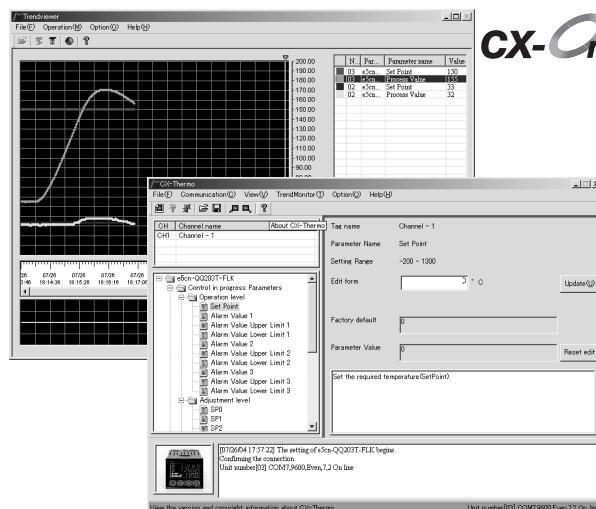 Trendviewer
File(F) Operation(M) Option(O) Help(H)
CX-
N... Par... Parameter name Value
03 e5cn... Set Point 150
03 e5cn... Process Value 155
02 e5cn... Set Point 33
02 e5cn... Process Value 32
200.00
190.00
180.00
170.00
160.00
150.00
140.00
130.00
120.00
110.00
100.00
90.00
07/26 07/26 07/26 07/26
18:14:36 18:15:26 18:16:16 18:17:06
CX-Thermo
File(F) Communication(C) View(V) TrendMonitor(T) Option(O) Help(H)
CH Channel name
About CX-Thermo
CH1 Channel - 1
Tag name Channel - 1
Parameter Name Set Point
Setting Range -200 - 1300
Edit form ° C
Update(U)
Factory default 0
Parameter Value 0
Reset edit
Set the required temperature(SetPoint).
e5cn-QQ203T-FLK
Control in progress Parameters
Operation level
Set Point
Alarm Value 1
Alarm Value Upper Limit 1
Alarm Value Lower Limit 1
Alarm Value 2
Alarm Value Upper Limit 2
Alarm Value Lower Limit 2
Alarm Value 3
Alarm Value Upper Limit 3
Alarm Value Lower Limit 3
Adjustment level
SP0
SP1
SP2
[07/26/04 17:57:22] The setting of e5cn-QQ203T-FLK begins.
Confirming the connection
Unit number[03] COM7,9600,Even,7,2 On line
View the version and copyright information about CX-Thermo
Unit number[03] COM7,9600,Even,7,2 On line